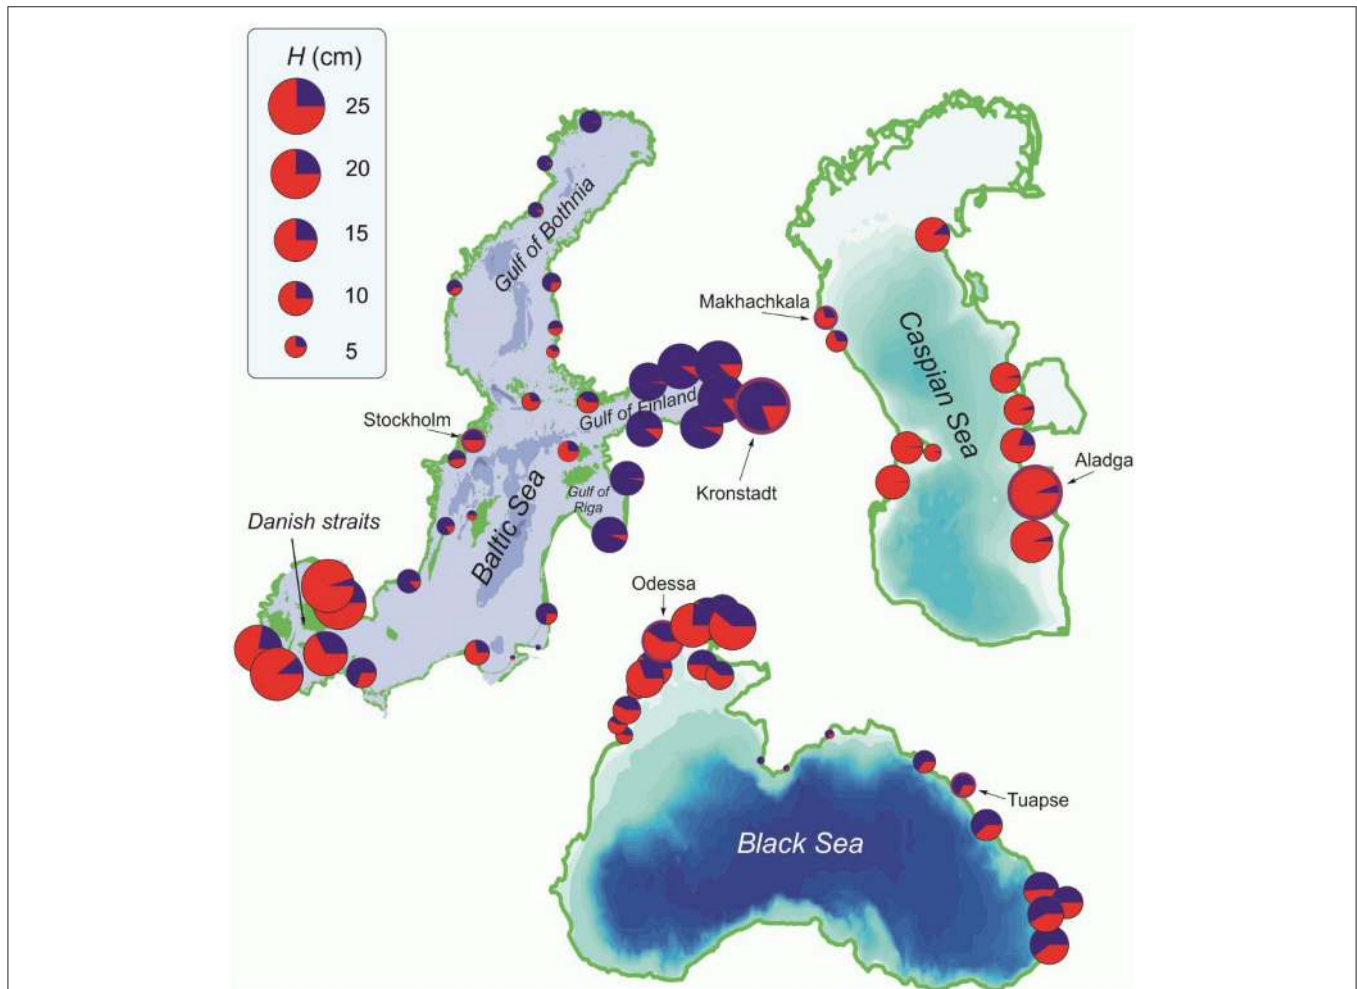 H (cm)
25
20
15
10
5
Gulf of Bothnia
Makhachkala
Caspian Sea
Stockholm
Gulf of Finland
Aladga
Kronstadt
Gulf of
Riga
Baltic Sea
Danish straits
Odessa
Tuapse
Black Sea